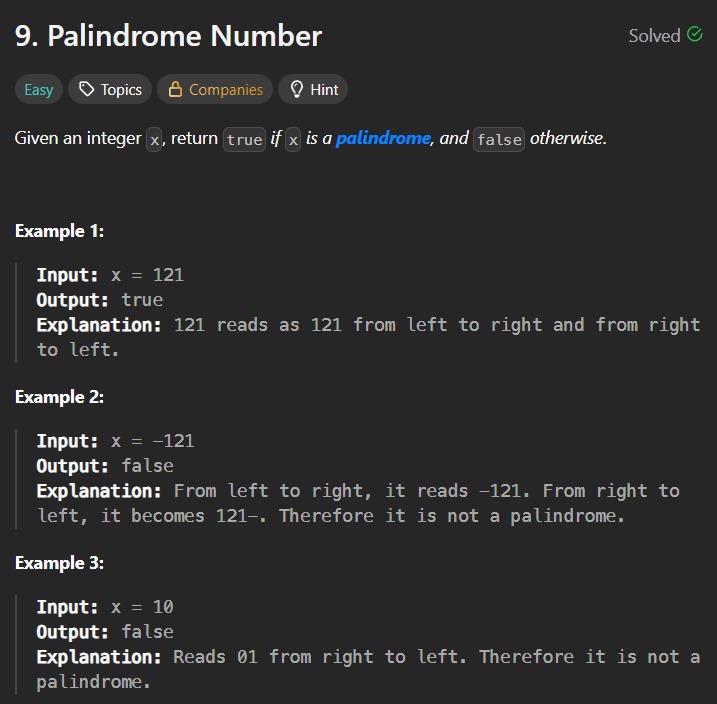 9. Palindrome Number
Solved
Easy
Topics
Companies
Hint
Given an integer x, return true if x is a palindrome, and false otherwise.
Example 1:
Input: x = 121
Output: true
Explanation: 121 reads as 121 from left to right and from right
to left.
Example 2:
Input: x = -121
Output: false
Explanation: From left to right, it reads -121. From right to
left, it becomes 121-. Therefore it is not a palindrome.
Example 3:
Input: x = 10
Output: false
Explanation: Reads 01 from right to left. Therefore it is not a
palindrome.